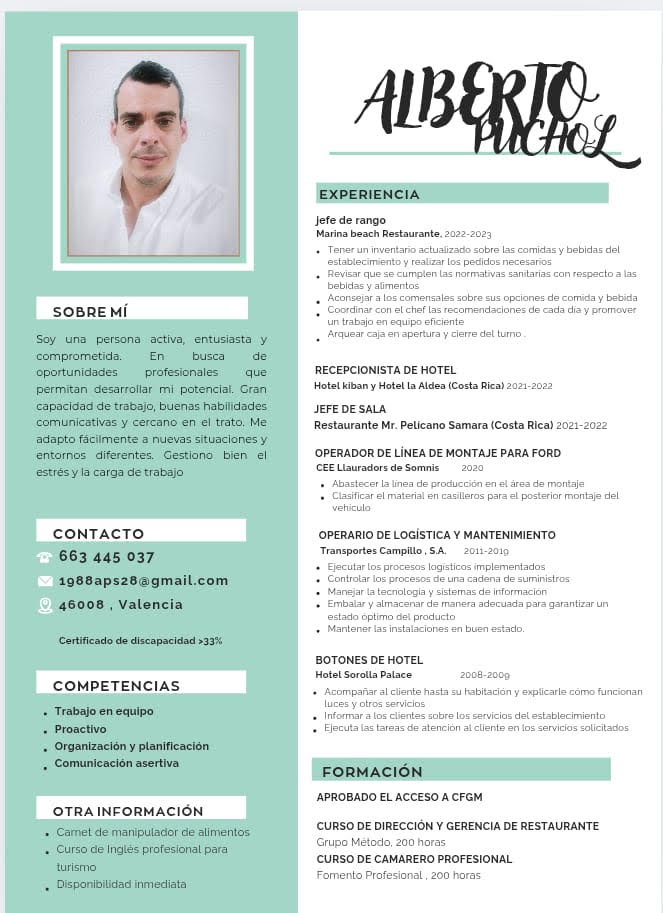 ALBERTO
PUCHOL
SOBRE MÍ
Soy una persona activa, entusiasta y
comprometida. En busca de
oportunidades profesionales que
permitan desarrollar mi potencial. Gran
capacidad de trabajo, buenas habilidades
comunicativas y cercano en el trato. Me
adapto fácilmente a nuevas situaciones y
entornos diferentes. Gestiono bien el
estrés y la carga de trabajo
CONTACTO
663 445 037
1988aps28@gmail.com
46008 , Valencia
Certificado de discapacidad >33%
COMPETENCIAS
Trabajo en equipo
Proactivo
Organización y planificación
Comunicación asertiva
OTRA INFORMACIÓN
Carnet de manipulador de alimentos
Curso de Inglés profesional para
turismo
Disponibilidad inmediata
EXPERIENCIA
jefe de rango
Marina beach Restaurante, 2022-2023
Tener un inventario actualizado sobre las comidas y bebidas del
establecimiento y realizar los pedidos necesarios
Revisar que se cumplen las normativas sanitarias con respecto a las
bebidas y alimentos
Aconsejar a los comensales sobre sus opciones de comida y bebida
Coordinar con el chef las recomendaciones de cada día y promover
un trabajo en equipo eficiente
Arquear caja en apertura y cierre del turno .
RECEPCIONISTA DE HOTEL
Hotel kiban y Hotel la Aldea (Costa Rica) 2021-2022
JEFE DE SALA
Restaurante Mr. Pelicano Samara (Costa Rica) 2021-2022
OPERADOR DE LÍNEA DE MONTAJE PARA FORD
CEE Llauradors de Somnis 2020
Abastecer la línea de producción en el área de montaje
Clasificar el material en casilleros para el posterior montaje del
vehículo
OPERARIO DE LOGÍSTICA Y MANTENIMIENTO
Transportes Campillo , S.A. 2011-2019
Ejecutar los procesos logísticos implementados
Controlar los procesos de una cadena de suministros
Manejar la tecnología y sistemas de información
Embalar y almacenar de manera adecuada para garantizar un
estado óptimo del producto
Mantener las instalaciones en buen estado.
BOTONES DE HOTEL
Hotel Sorolla Palace 2008-2009
Acompañar al cliente hasta su habitación y explicarle cómo funcionan
luces y otros servicios
Informar a los clientes sobre los servicios del establecimiento
Ejecuta las tareas de atención al cliente en los servicios solicitados
FORMACIÓN
APROBADO EL ACCESO A CFGM
CURSO DE DIRECCIÓN Y GERENCIA DE RESTAURANTE
Grupo Método, 200 horas
CURSO DE CAMARERO PROFESIONAL
Fomento Profesional , 200 horas